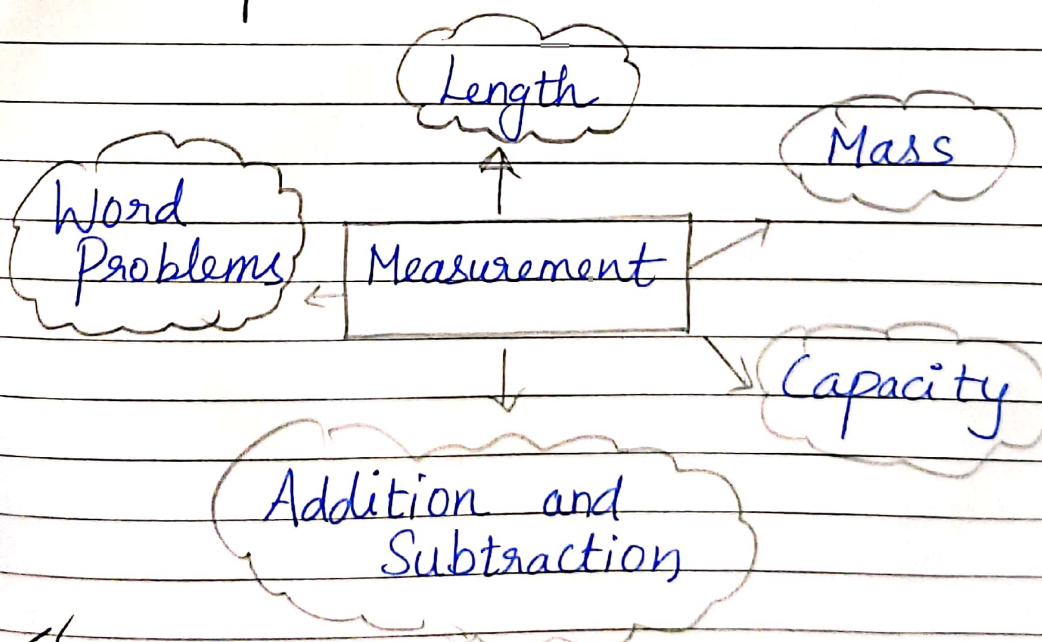 Length
Mass
Word
Problems
Measurement
Capacity
Addition and
Subtraction